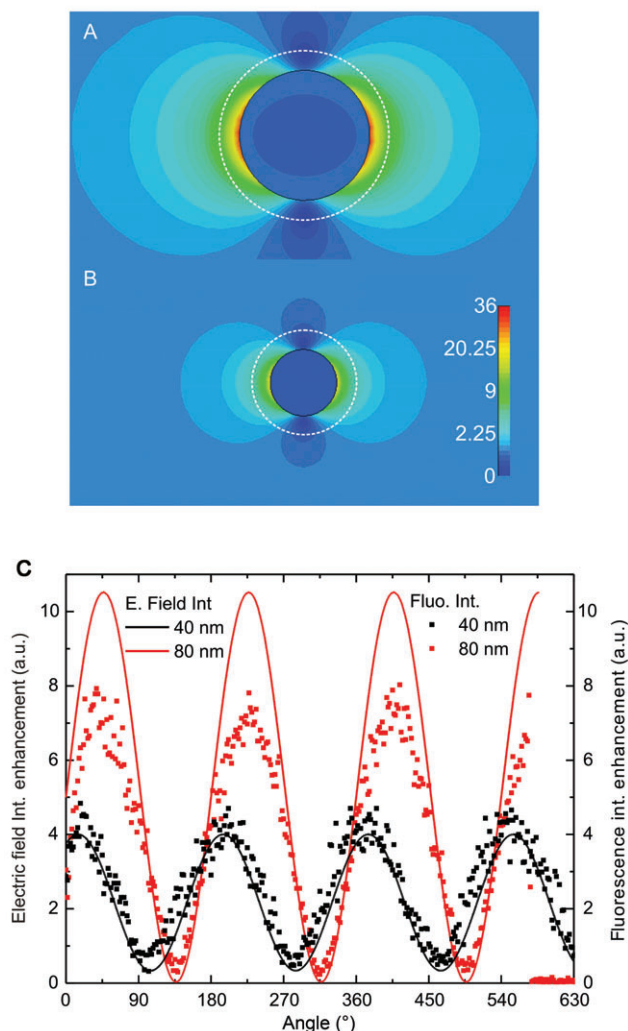 A
B
36
20.25
9
2.25
0
C
E. Field Int
40 nm
80 nm
Fluo. Int.
40 nm
80 nm
Electric field Int. enhancement (a.u.)
10
8
6
4
2
0
Fluorescence int. enhancement (a.u.)
10
8
6
4
2
0
0 90 180 270 360 450 540 630
Angle (°)